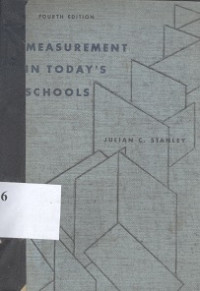 FOURTH EDITION
MEASUREMENT
IN TODAY'S
SCHOOLS
JULIAN C. STANLEY
6